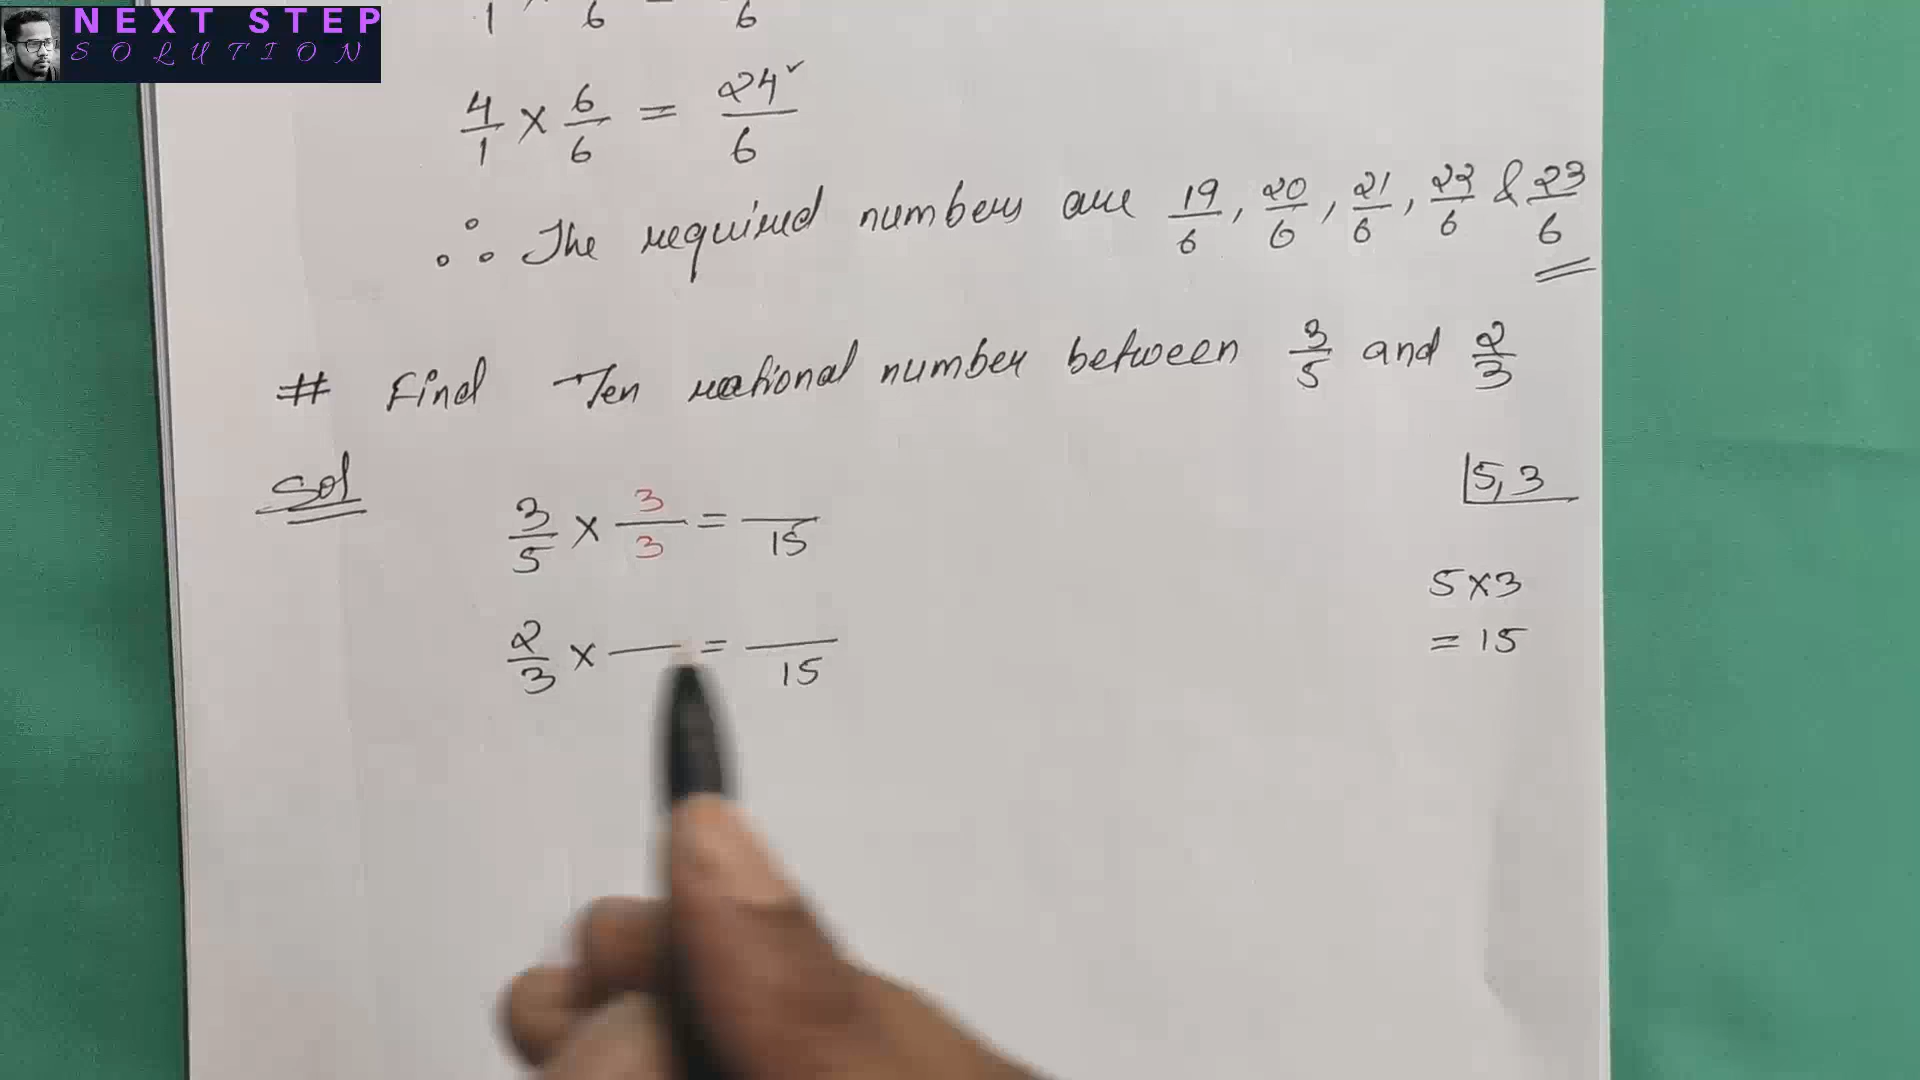 NEXT STEP
SOLUTION
1 × 6 = 6
4/1 × 6/6 = 24✓/6
∴ The required numbers are 19/6, 20/6, 21/6, 22/6 & 23/6
# Find Ten rational number between 3/5 and 2/3
Sol
5, 3
3/5 × 3/3 = /15
5×3
2/3 × — = /15
= 15